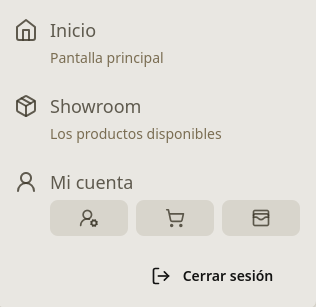 Inicio
Pantalla principal
Showroom
Los productos disponibles
Mi cuenta
Cerrar sesión